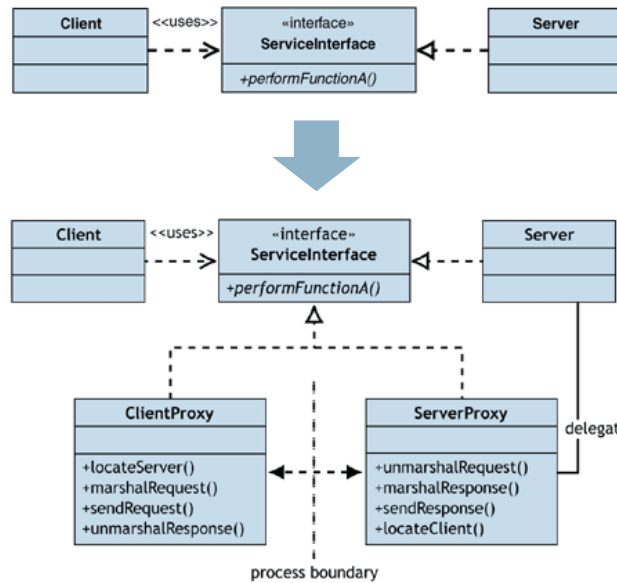 Client
<<uses>>
«interface»
ServiceInterface
+performFunctionA()
Server
Client
<<uses>>
«interface»
ServiceInterface
+performFunctionA()
Server
ClientProxy
+locateServer()
+marshalRequest()
+sendRequest()
+unmarshalResponse()
ServerProxy
+unmarshalRequest()
+marshalResponse()
+sendResponse()
+locateClient()
delegat
process boundary